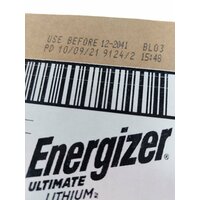 USE BEFORE 12-2041 BL03
PD 10/09/21 9124/2 15:48
Energizer®
ULTIMATE
LITHIUM